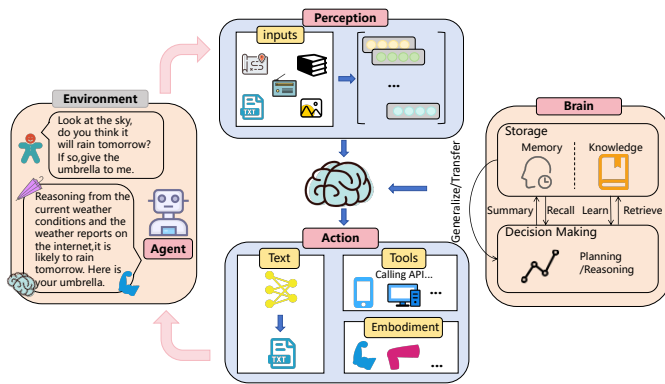 Perception
inputs
TXT
...
Environment
Look at the sky,
do you think it
will rain tomorrow?
If so,give the
umbrella to me.
Reasoning from the
current weather
conditions and the
weather reports on
the internet,it is
likely to rain
tomorrow. Here is
your umbrella.
Agent
Action
Text
TXT
Tools
Calling API...
...
Embodiment
...
Generalize/Transfer
Brain
Storage
Memory
Knowledge
Summary
Recall
Learn
Retrieve
Decision Making
Planning
/Reasoning